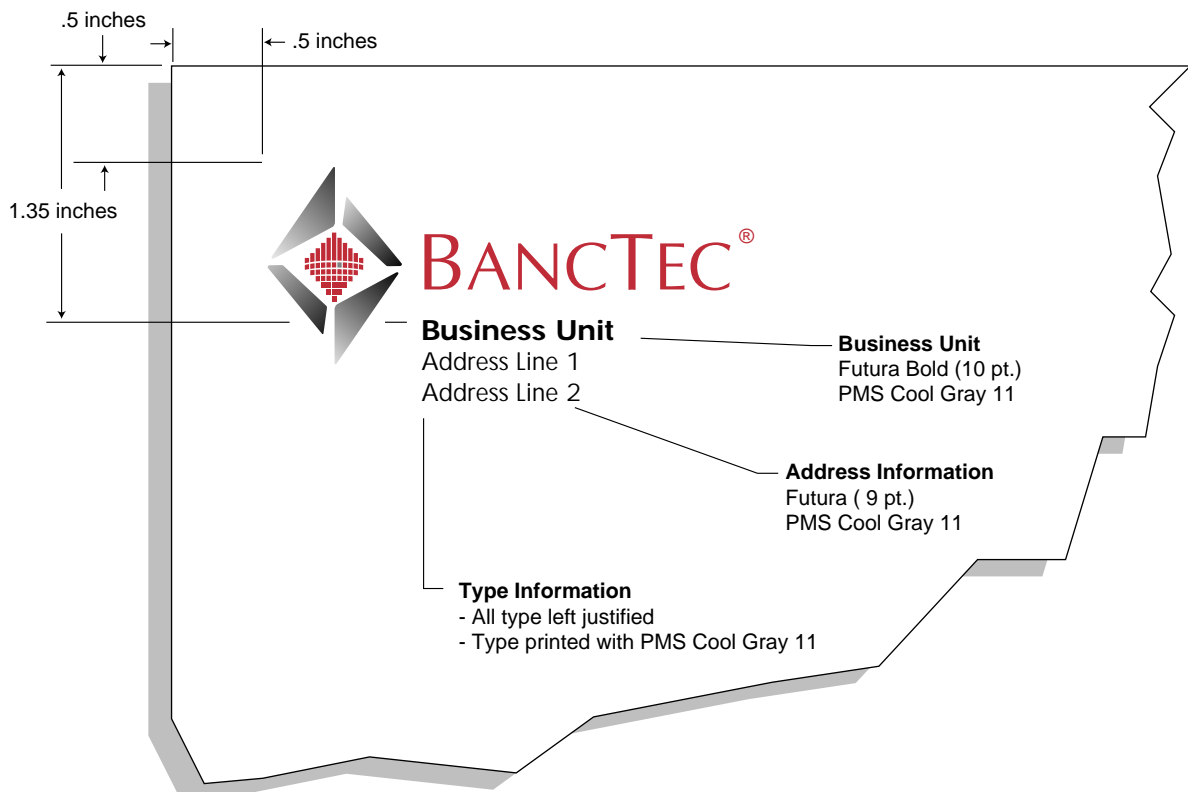 .5 inches
.5 inches
1.35 inches
BANCTEC®
Business Unit
Address Line 1
Address Line 2
Business Unit
Futura Bold (10 pt.)
PMS Cool Gray 11
Address Information
Futura ( 9 pt.)
PMS Cool Gray 11
Type Information
- All type left justified
- Type printed with PMS Cool Gray 11